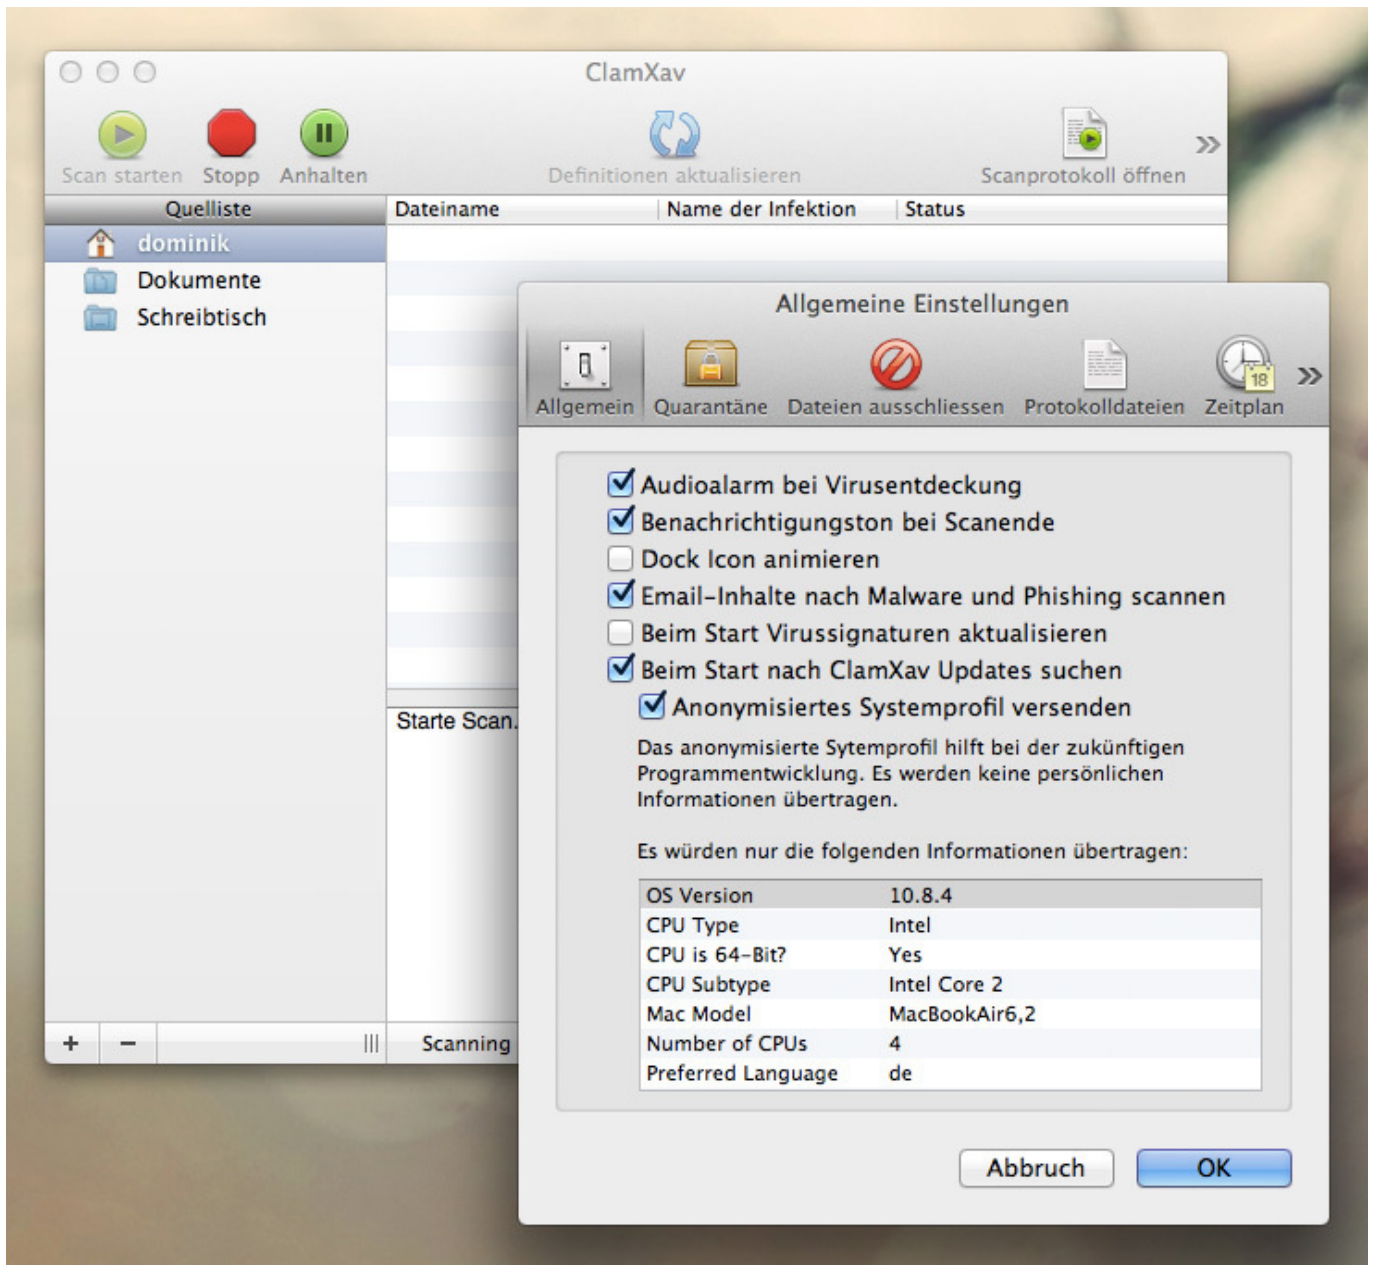 ClamXav
Scan starten Stopp Anhalten Definitionen aktualisieren Scanprotokoll öffnen
Quelliste Dateiname Name der Infektion Status
dominik
Dokumente
Schreibtisch
Starte Scan.
Scanning
Allgemeine Einstellungen
18
Allgemein Quarantäne Dateien ausschliessen Protokolldateien Zeitplan
Audioalarm bei Virusentdeckung
Benachrichtigungston bei Scanende
Dock Icon animieren
Email-Inhalte nach Malware und Phishing scannen
Beim Start Virussignaturen aktualisieren
Beim Start nach ClamXav Updates suchen
Anonymisiertes Systemprofil versenden
Das anonymisierte Sytemprofil hilft bei der zukünftigen
Programmentwicklung. Es werden keine persönlichen
Informationen übertragen.
Es würden nur die folgenden Informationen übertragen:
OS Version 10.8.4
CPU Type Intel
CPU is 64-Bit? Yes
CPU Subtype Intel Core 2
Mac Model MacBookAir6,2
Number of CPUs 4
Preferred Language de
Abbruch OK